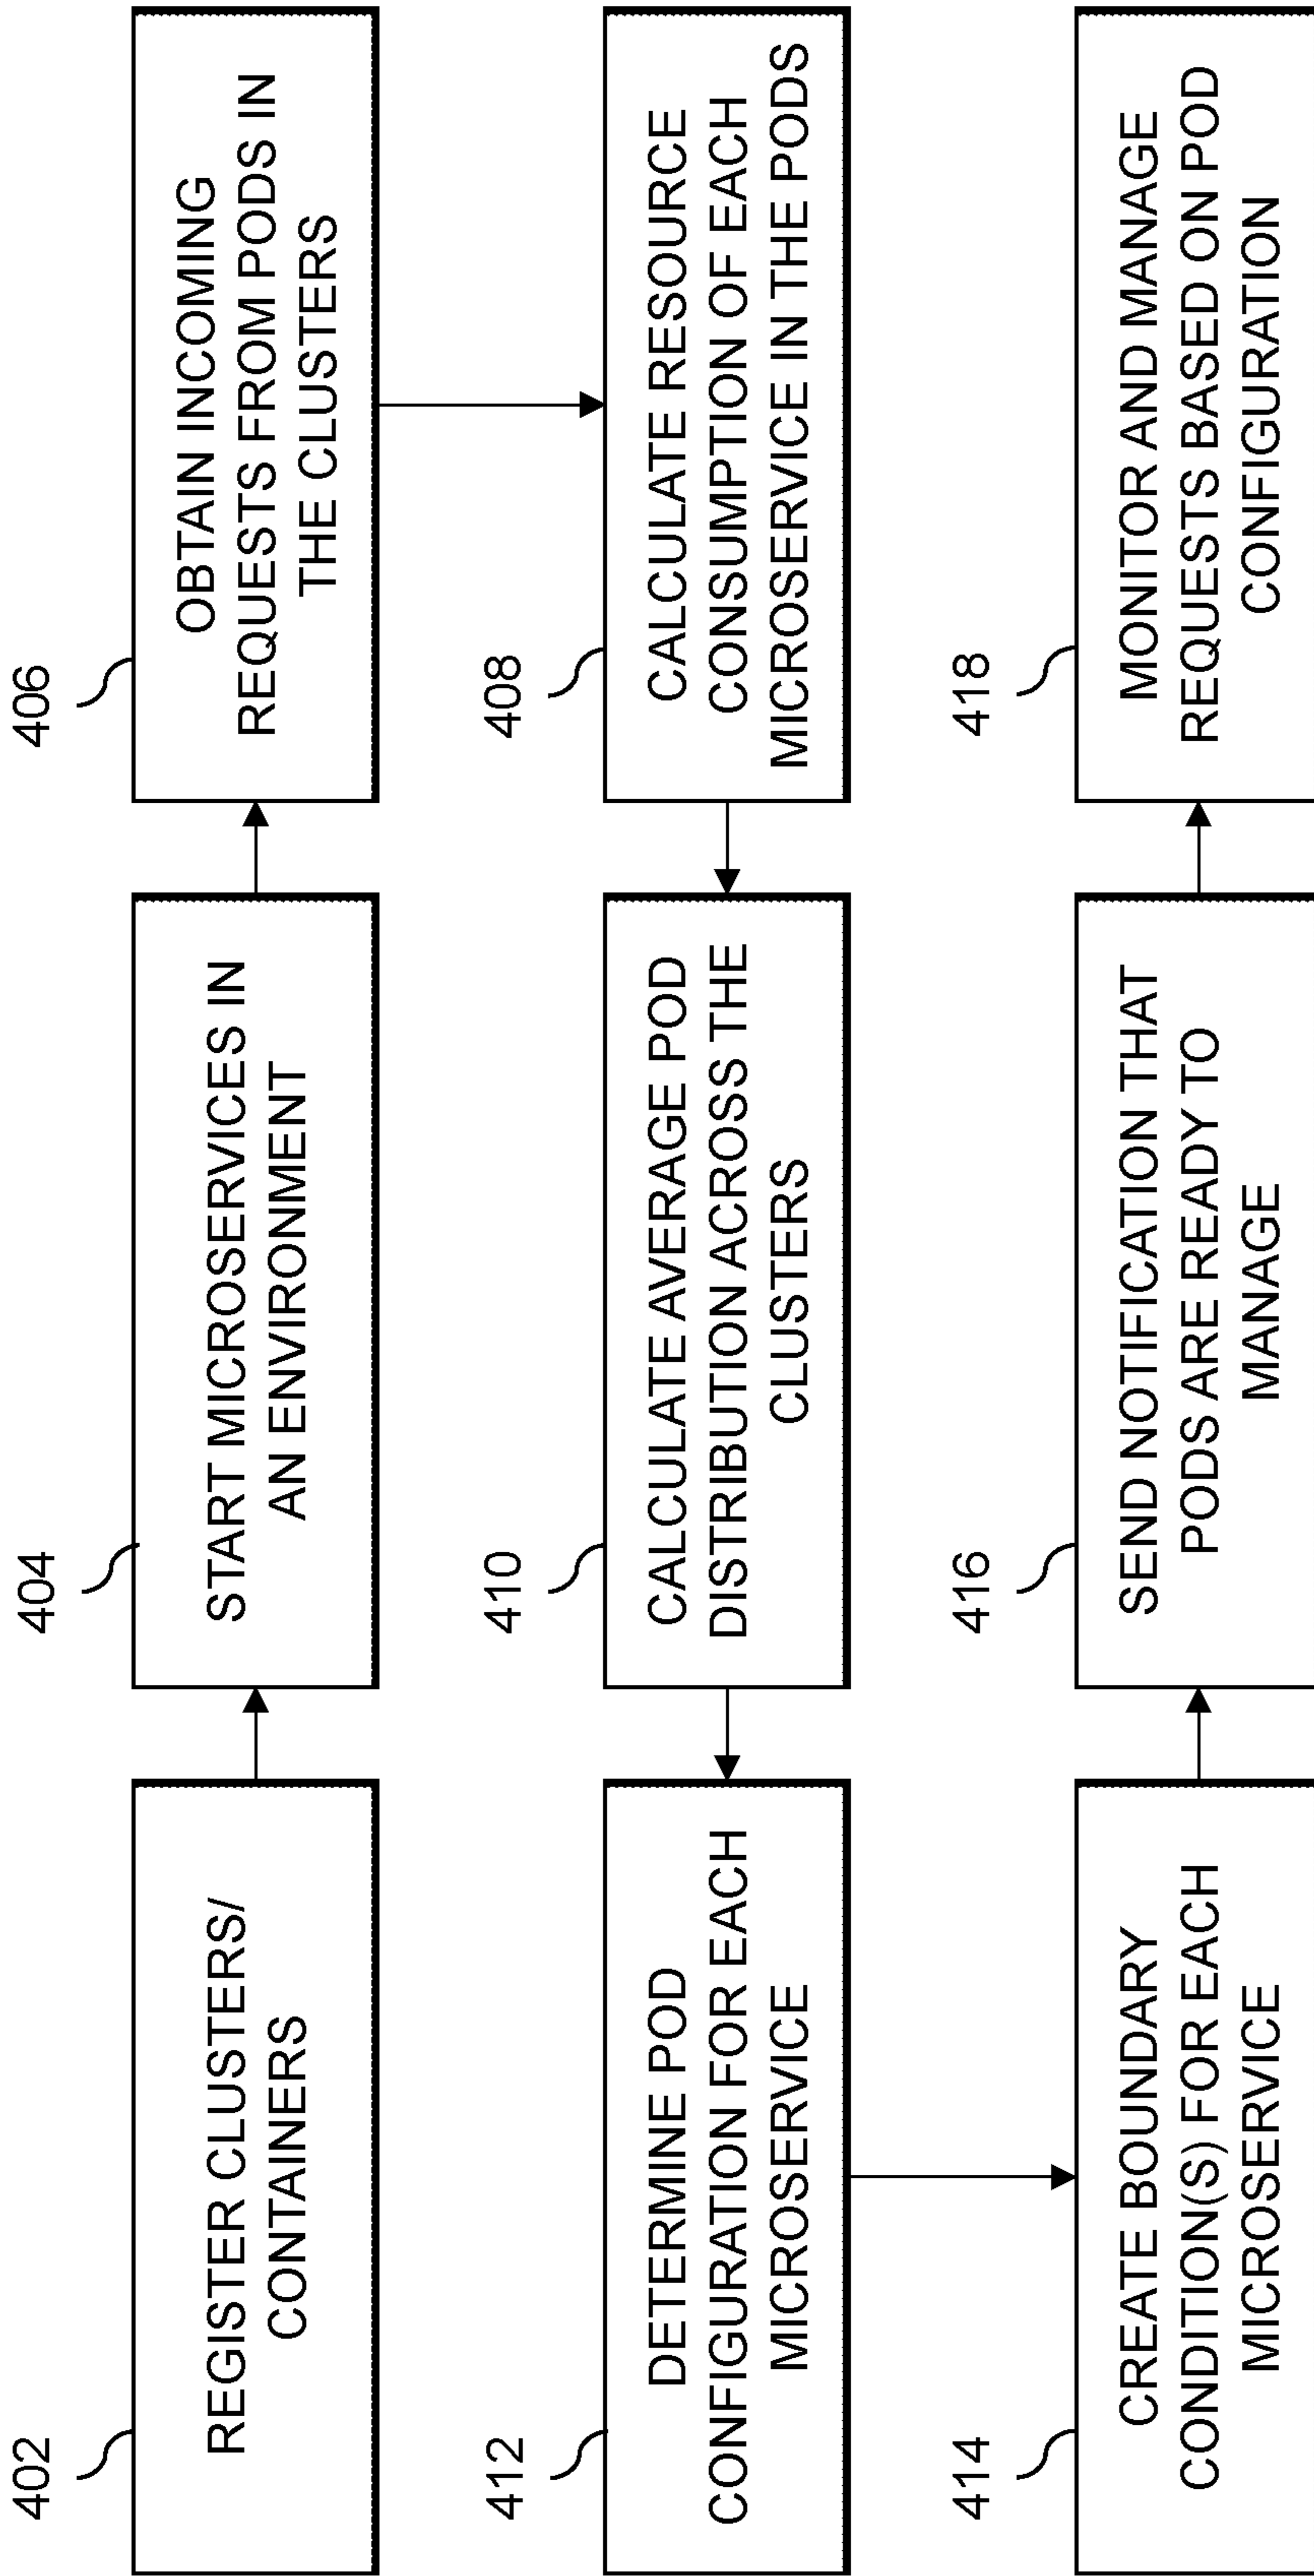 402
REGISTER CLUSTERS/
CONTAINERS
404
START MICROSERVICES IN
AN ENVIRONMENT
406
OBTAIN INCOMING
REQUESTS FROM PODS IN
THE CLUSTERS
408
CALCULATE RESOURCE
CONSUMPTION OF EACH
MICROSERVICE IN THE PODS
410
CALCULATE AVERAGE POD
DISTRIBUTION ACROSS THE
CLUSTERS
412
DETERMINE POD
CONFIGURATION FOR EACH
MICROSERVICE
414
CREATE BOUNDARY
CONDITION(S) FOR EACH
MICROSERVICE
416
SEND NOTIFICATION THAT
PODS ARE READY TO
MANAGE
418
MONITOR AND MANAGE
REQUESTS BASED ON POD
CONFIGURATION